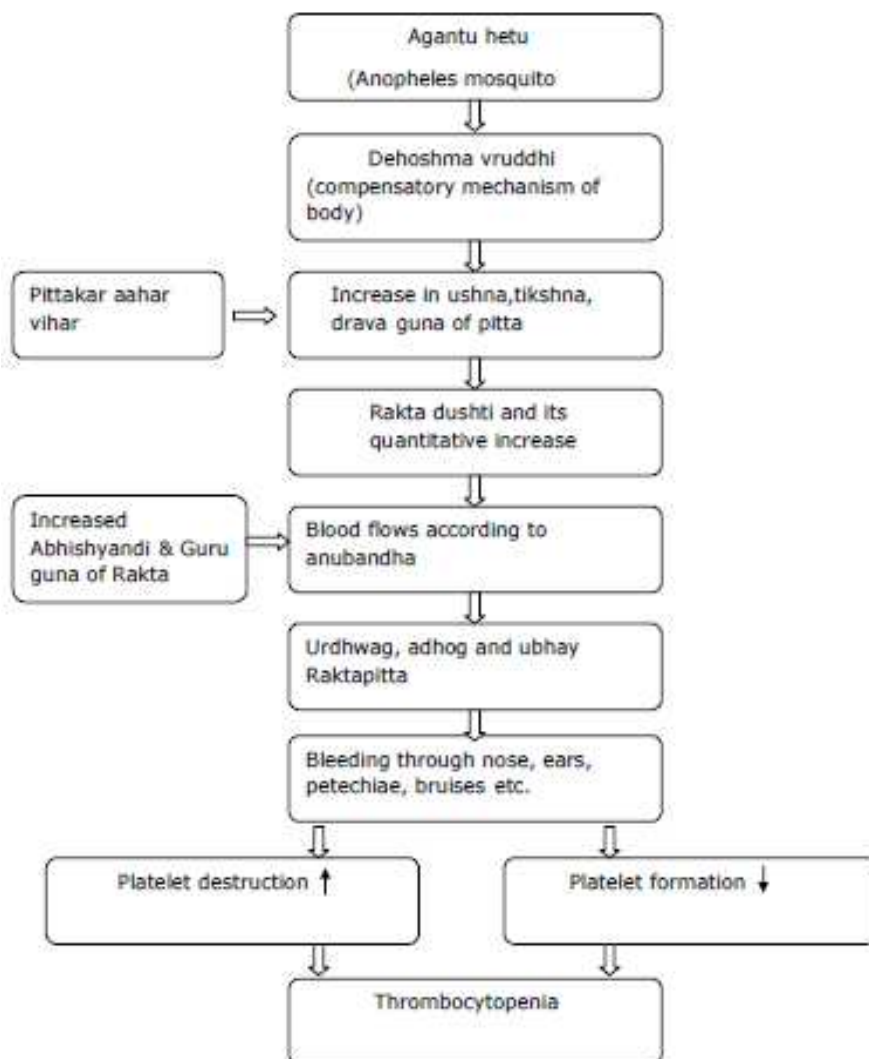 Agantu hetu
(Anopheles mosquito
Dehoshma vruddhi
(compensatory mechanism of
body)
Pittakar aahar
vihar
Increase in ushna,tikshna,
drava guna of pitta
Rakta dushti and its
quantitative increase
Increased
Abhishyandi & Guru
guna of Rakta
Blood flows according to
anubandha
Urdhwag, adhog and ubhay
Raktapitta
Bleeding through nose, ears,
petechiae, bruises etc.
Platelet destruction ↑
Platelet formation ↓
Thrombocytopenia